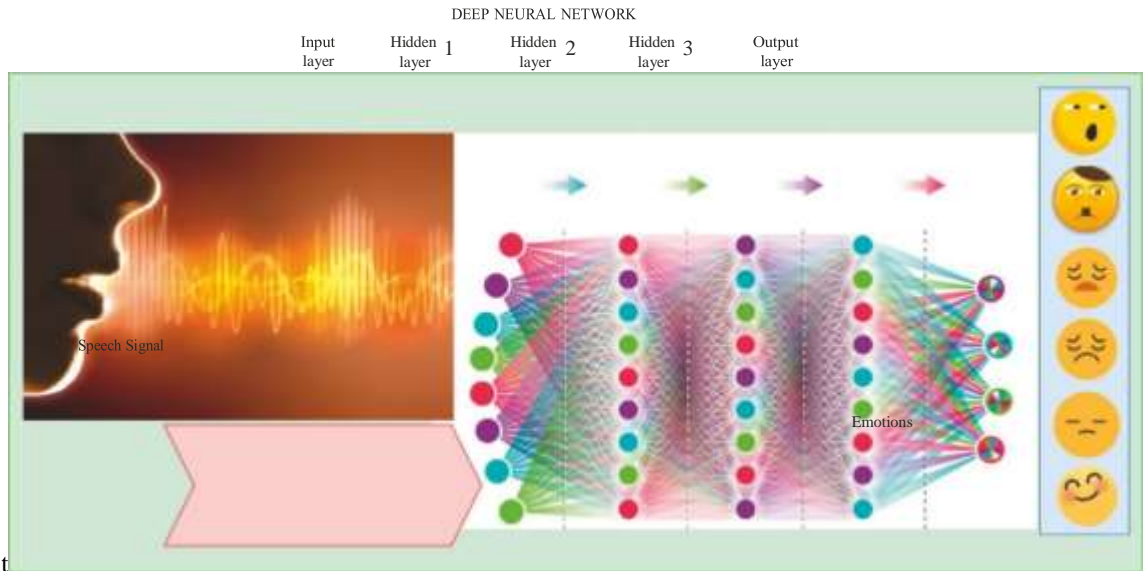 DEEP NEURAL NETWORK
Input Hidden 1 Hidden 2 Hidden 3 Output
layer layer layer layer layer
Speech Signal
Emotions
t